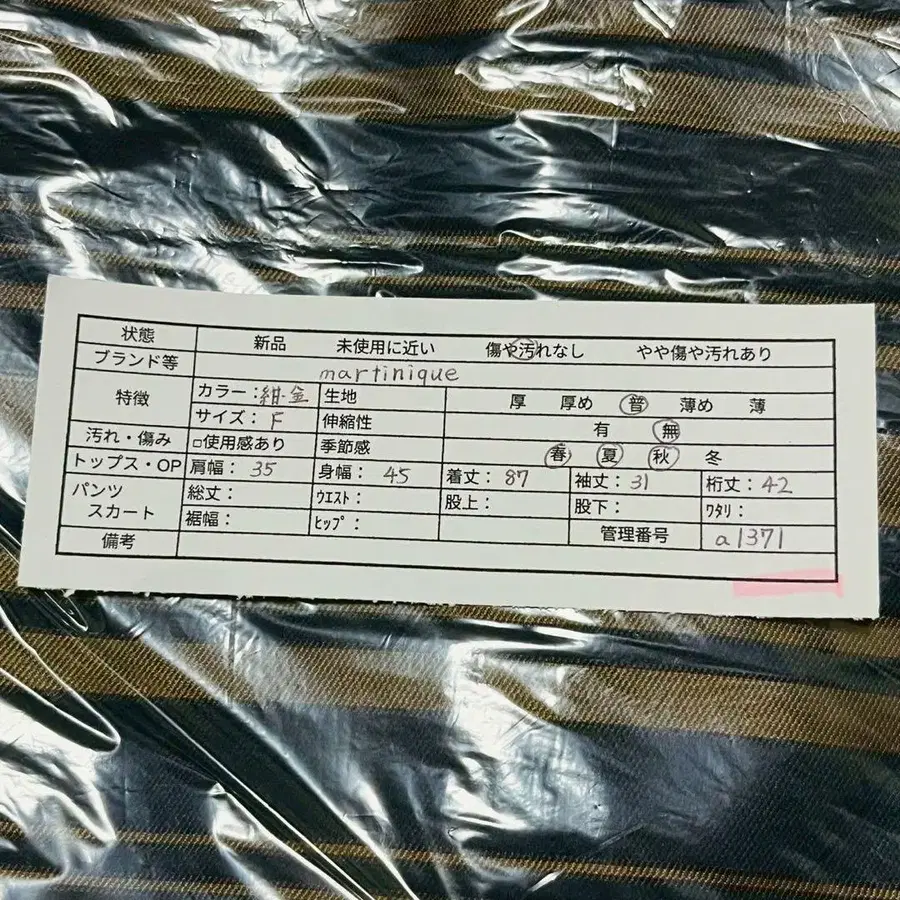 状態 新品 未使用に近い 傷や汚れなし やや傷や汚れあり
ブランド等 martinique
特徴 カラー：紺・金 生地 厚 厚め 普 薄め 薄
サイズ：F 伸縮性 有 無
汚れ・傷み □使用感あり 季節感 春 夏 秋 冬
トップス・OP 肩幅：35 身幅：45 着丈：87 袖丈：31 裄丈：42
パンツ スカート 総丈： ウエスト： 股上： 股下： ワタリ：
裾幅： ヒップ： 管理番号 a1371
備考